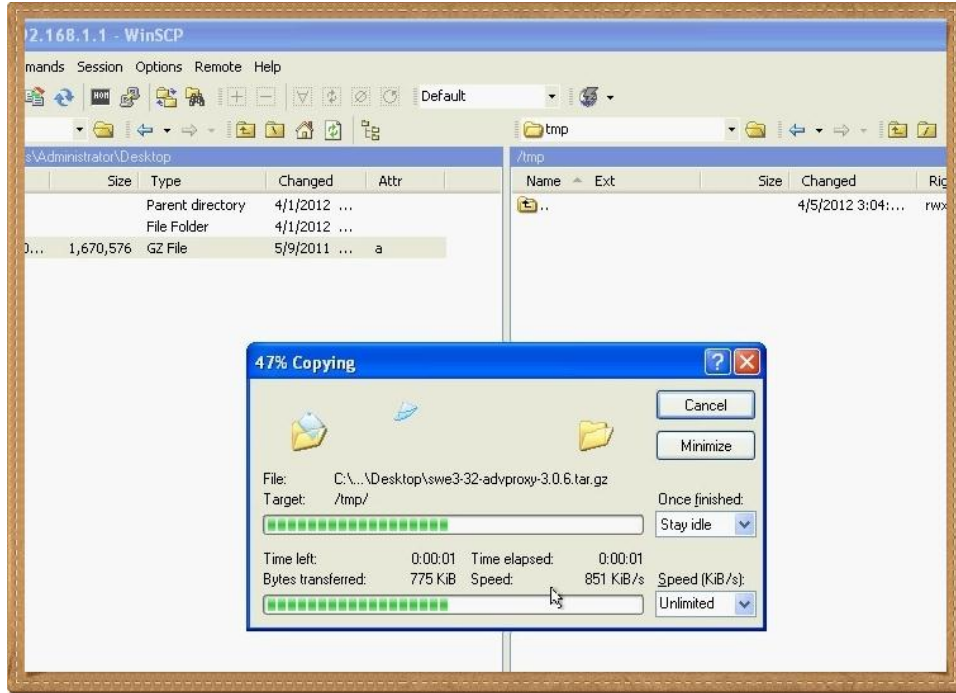 2.168.1.1 - WinSCP
mands Session Options Remote Help
Default
tmp
s\Administrator\Desktop
/tmp
Size Type Changed Attr
Name Ext Size Changed Rig
Parent directory 4/1/2012 ...
.. 4/5/2012 3:04:... rwx
File Folder 4/1/2012 ...
0... 1,670,576 GZ File 5/9/2011 ... a
47% Copying
Cancel
Minimize
File: C:\...\Desktop\swe3-32-advproxy-3.0.6.tar.gz
Target: /tmp/
Once finished:
Stay idle
Time left: 0:00:01 Time elapsed: 0:00:01
Bytes transferred: 775 KiB Speed: 851 KiB/s
Speed (KiB/s):
Unlimited